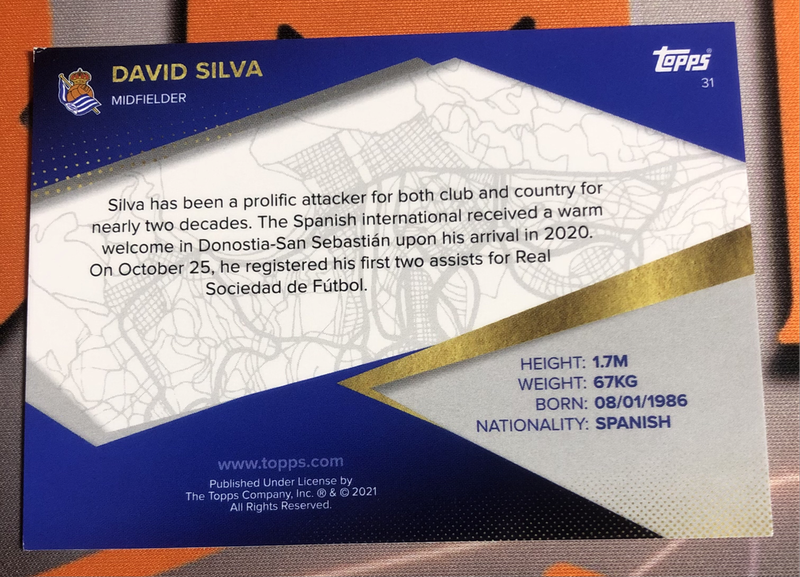 DAVID SILVA
MIDFIELDER
topps
31
Silva has been a prolific attacker for both club and country for
nearly two decades. The Spanish international received a warm
welcome in Donostia-San Sebastián upon his arrival in 2020.
On October 25, he registered his first two assists for Real
Sociedad de Fútbol.
HEIGHT: 1.7M
WEIGHT: 67KG
BORN: 08/01/1986
NATIONALITY: SPANISH
www.topps.com
Published Under License by
The Topps Company, Inc. ® & © 2021
All Rights Reserved.